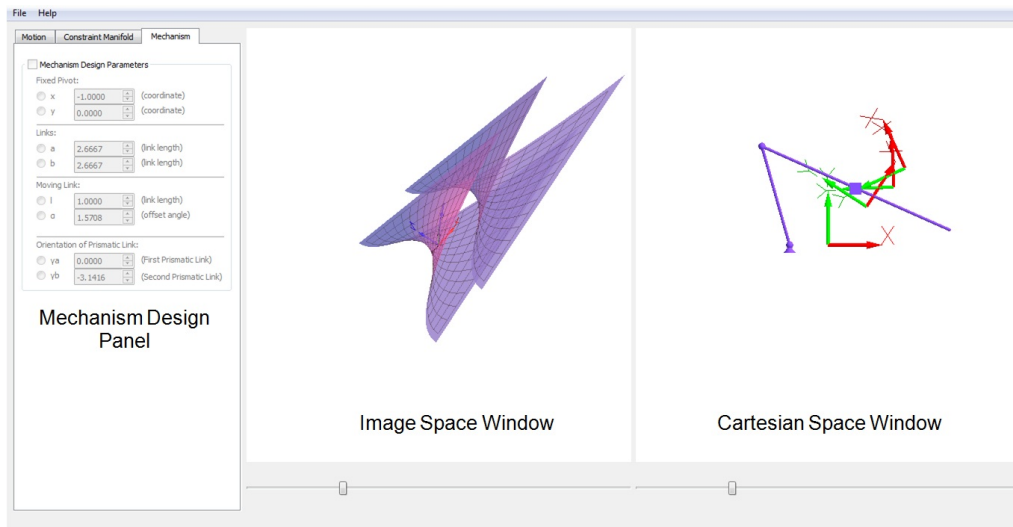 File Help
Motion Constraint Manifold Mechanism
Mechanism Design Parameters
Fixed Pivot:
x -1.0000 (coordinate)
y 0.0000 (coordinate)
Links:
a 2.6667 (link length)
b 2.6667 (link length)
Moving Link:
l 1.0000 (link length)
α 1.5708 (offset angle)
Orientation of Prismatic Link:
ya 0.0000 (First Prismatic Link)
yb -3.1416 (Second Prismatic Link)
Mechanism Design
Panel
Image Space Window
X
X
X
Y
Y
Y
X
Cartesian Space Window